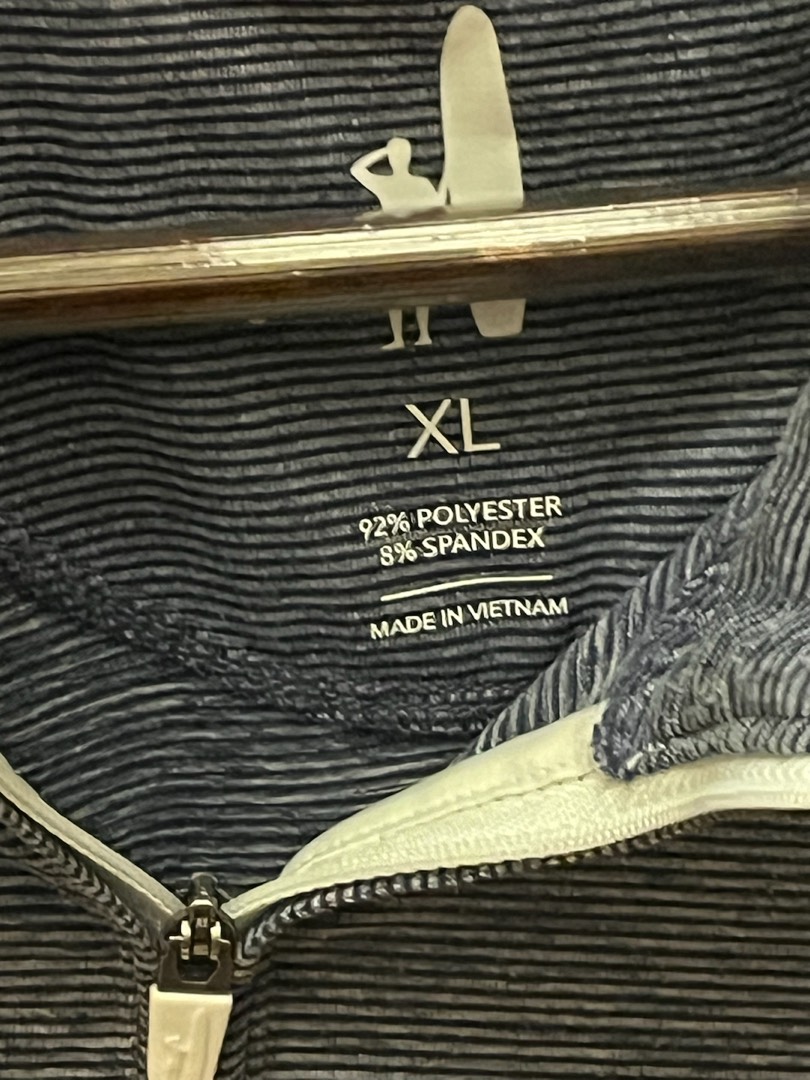 XL
92% POLYESTER
8% SPANDEX
MADE IN VIETNAM